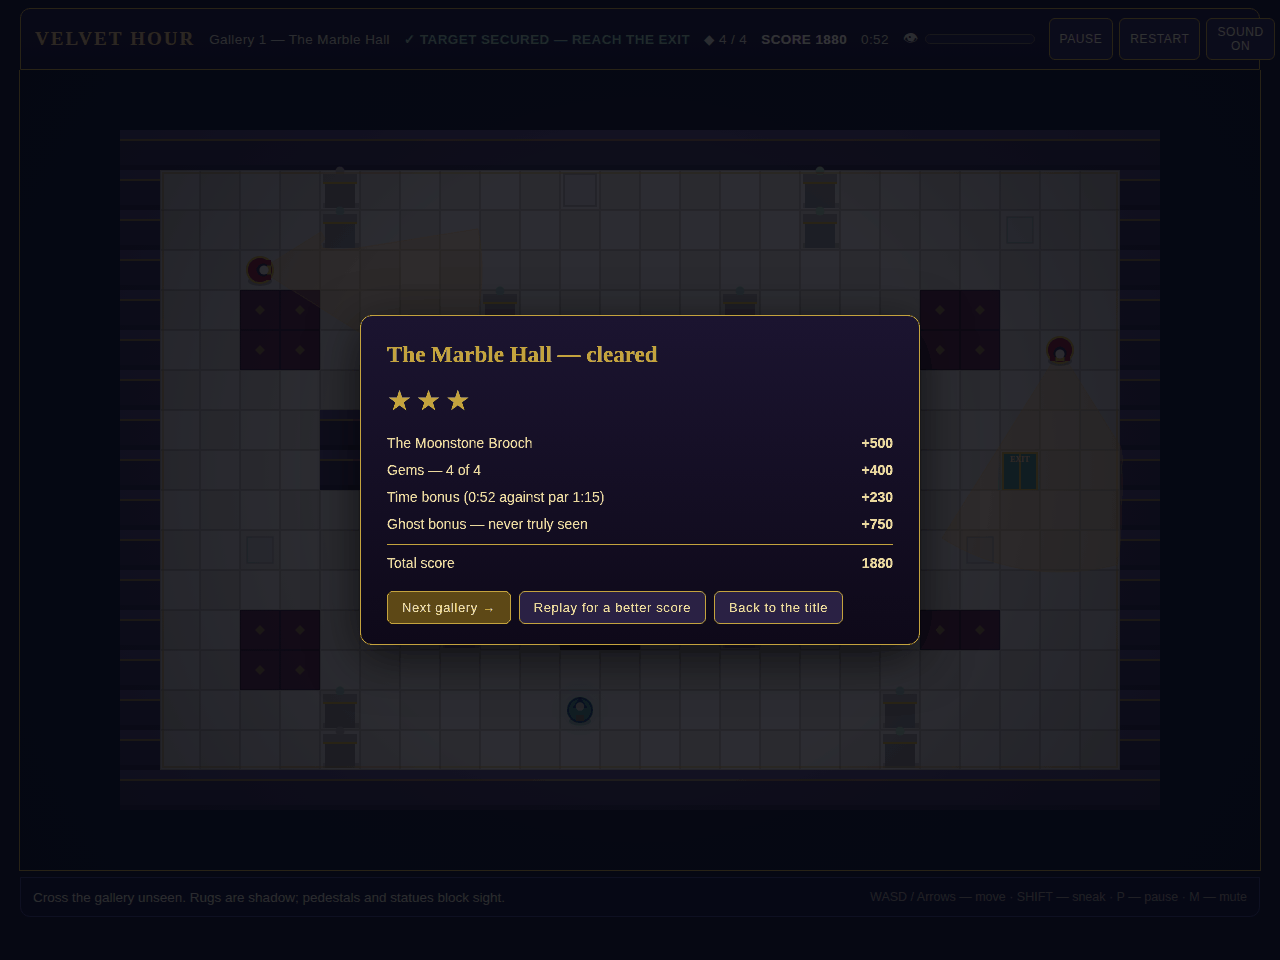 VELVET HOUR Gallery 1 — The Marble Hall ✓ TARGET SECURED — REACH THE EXIT ◆ 4 / 4 SCORE 1880 0:52 PAUSE RESTART SOUND ON
EXIT
The Marble Hall — cleared
★ ★ ★
The Moonstone Brooch +500
Gems — 4 of 4 +400
Time bonus (0:52 against par 1:15) +230
Ghost bonus — never truly seen +750
Total score 1880
Next gallery → Replay for a better score Back to the title
Cross the gallery unseen. Rugs are shadow; pedestals and statues block sight. WASD / Arrows — move · SHIFT — sneak · P — pause · M — mute